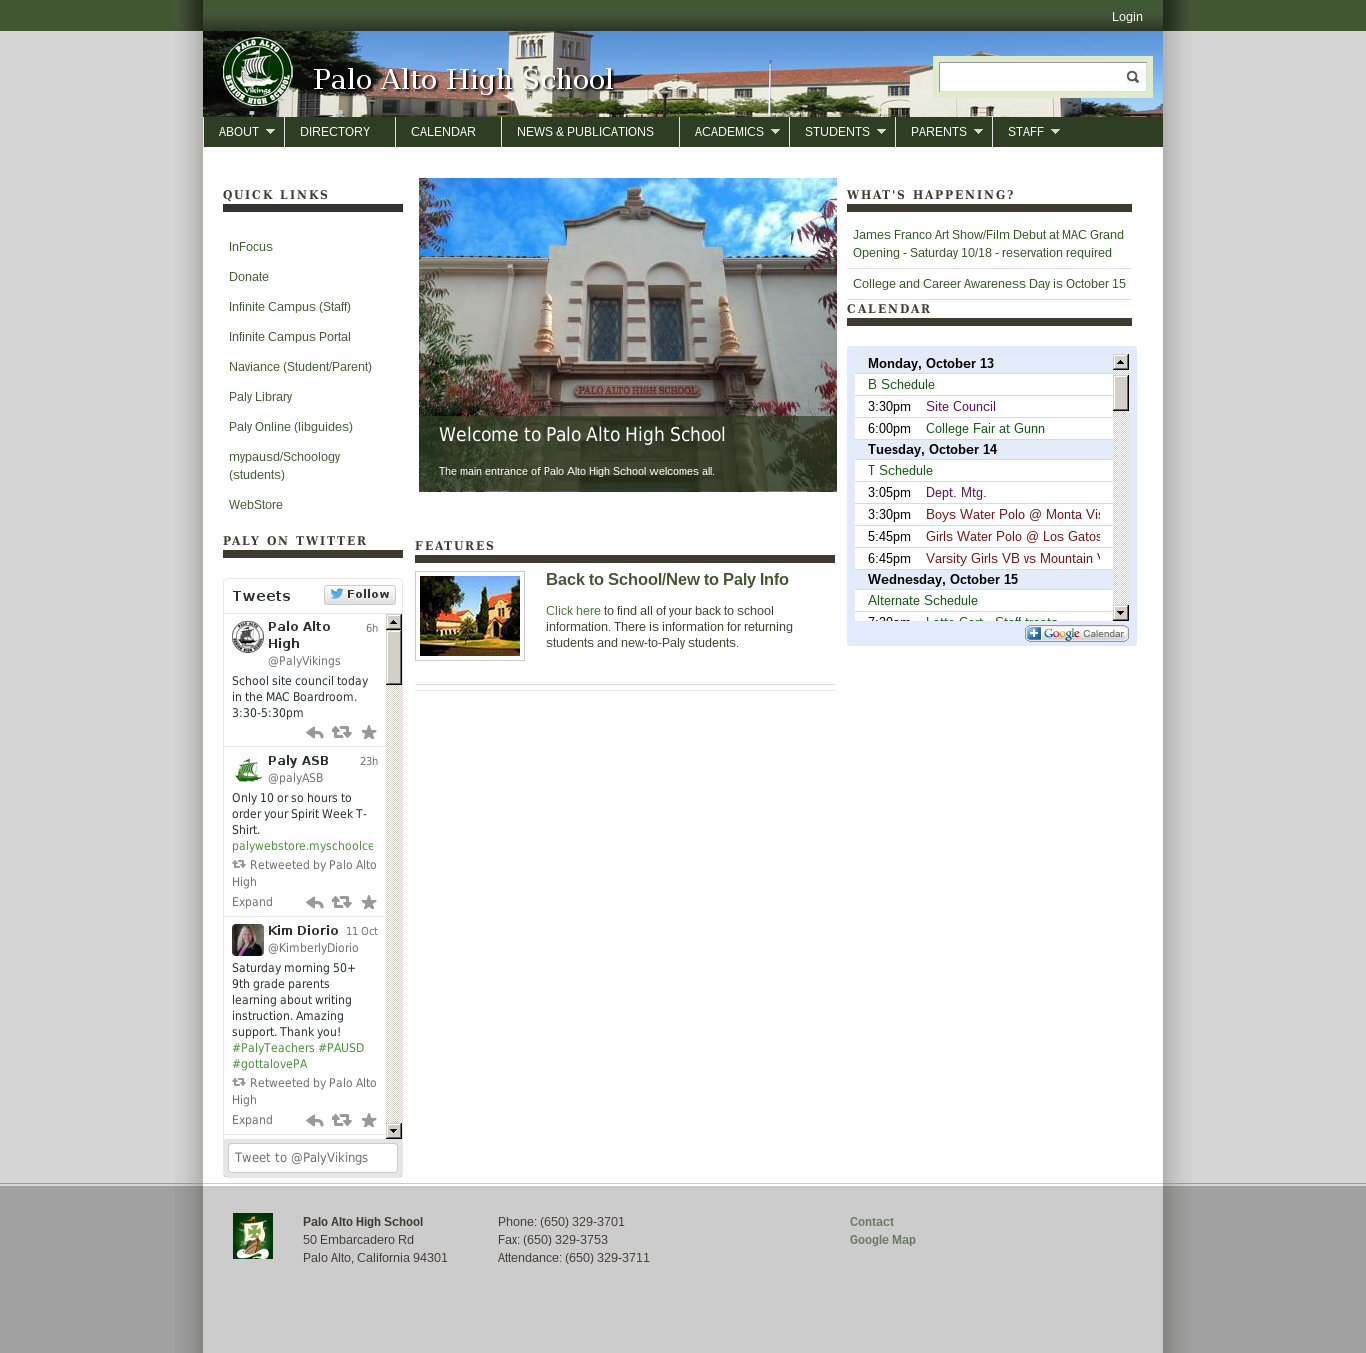 Login
PALO ALTO
Vikings
SENIOR HIGH SCHOOL
Palo Alto High School
ABOUT
DIRECTORY
CALENDAR
NEWS & PUBLICATIONS
ACADEMICS
STUDENTS
PARENTS
STAFF
QUICK LINKS
InFocus
Donate
Infinite Campus (Staff)
Infinite Campus Portal
Naviance (Student/Parent)
Paly Library
Paly Online (libguides)
mypausd/Schoology
(students)
WebStore
PALY ON TWITTER
Tweets
Follow
Palo Alto
High
6h
@PalyVikings
School site council today
in the MAC Boardroom.
3:30-5:30pm
Paly ASB
23h
@palyASB
Only 10 or so hours to
order your Spirit Week T-
Shirt.
palywebstore.myschoolce
Retweeted by Palo Alto
High
Expand
Kim Diorio
11 Oct
@KimberlyDiorio
Saturday morning 50+
9th grade parents
learning about writing
instruction. Amazing
support. Thank you!
#PalyTeachers #PAUSD
#gottalovePA
Retweeted by Palo Alto
High
Expand
Tweet to @PalyVikings
PALO ALTO HIGH SCHOOL
Welcome to Palo Alto High School
The main entrance of Palo Alto High School welcomes all.
FEATURES
Back to School/New to Paly Info
Click here to find all of your back to school
information. There is information for returning
students and new-to-Paly students.
WHAT'S HAPPENING?
James Franco Art Show/Film Debut at MAC Grand
Opening - Saturday 10/18 - reservation required
College and Career Awareness Day is October 15
CALENDAR
Monday, October 13
B Schedule
3:30pm Site Council
6:00pm College Fair at Gunn
Tuesday, October 14
T Schedule
3:05pm Dept. Mtg.
3:30pm Boys Water Polo @ Monta Vis
5:45pm Girls Water Polo @ Los Gatos
6:45pm Varsity Girls VB vs Mountain V
Wednesday, October 15
Alternate Schedule
Google Calendar
Palo Alto High School
50 Embarcadero Rd
Palo Alto, California 94301
Phone: (650) 329-3701
Fax: (650) 329-3753
Attendance: (650) 329-3711
Contact
Google Map